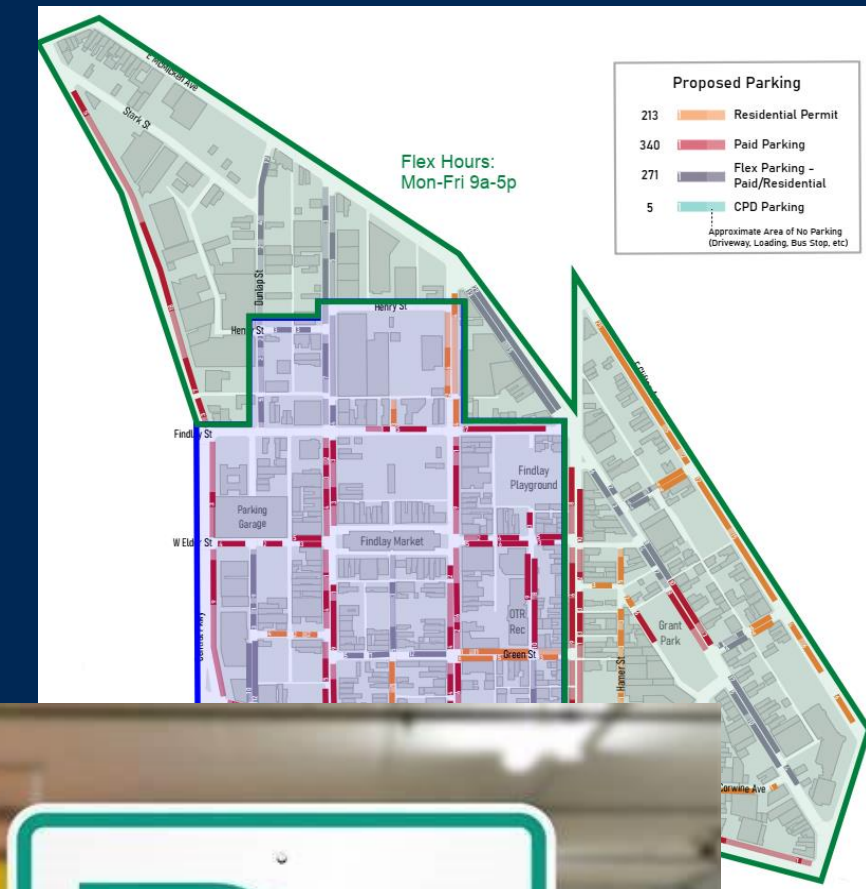 E McMicken Ave
Stark St
Flex Hours:
Mon-Fri 9a-5p
Proposed Parking
213 Residential Permit
340 Paid Parking
271 Flex Parking -
Paid/Residential
5 CPD Parking
Approximate Area of No Parking
(Driveway, Loading, Bus Stop, etc)
Dunlap St
Henry St
Henry St
Findlay St
Findlay
Playground
Parking
Garage
W Elder St
Findlay Market
OTR
Rec
Grant
Park
Green St
Hamer St
Corwine Ave